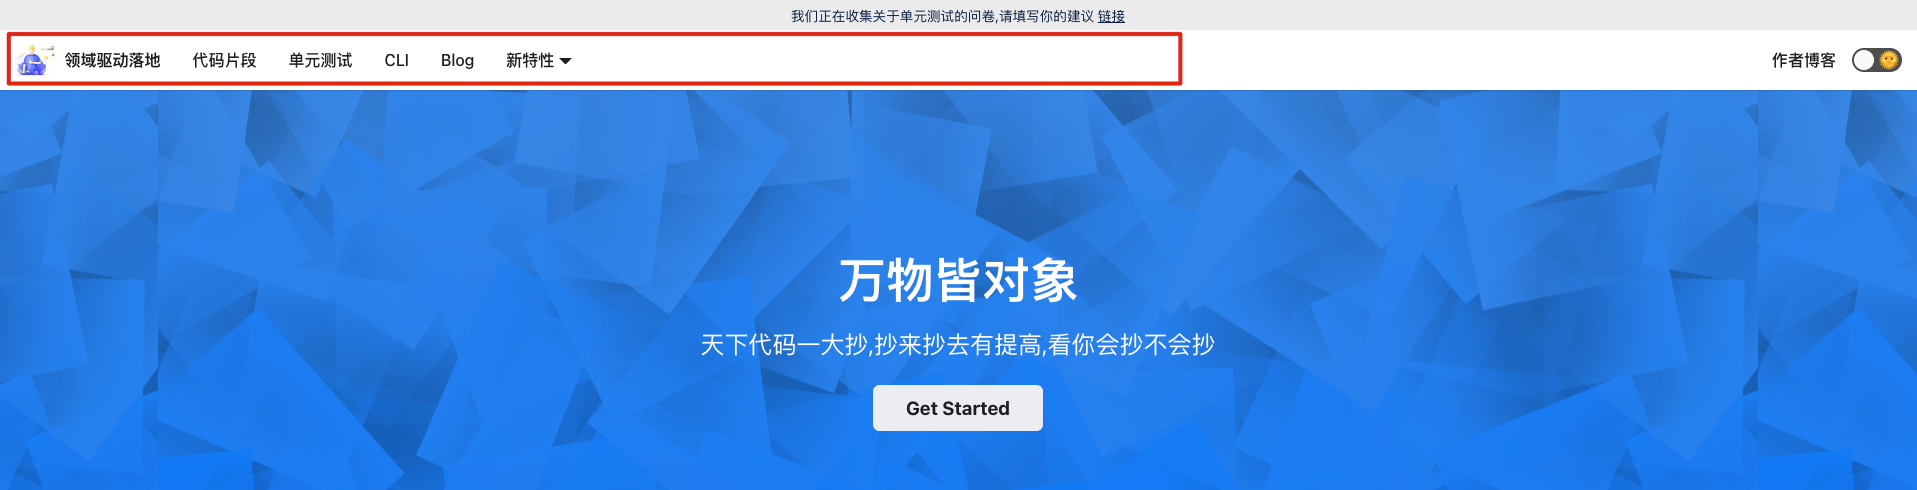 我们正在收集关于单元测试的问卷,请填写你的建议 链接
领域驱动落地 代码片段 单元测试 CLI Blog 新特性 作者博客
万物皆对象
天下代码一大抄,抄来抄去有提高,看你会抄不会抄
Get Started